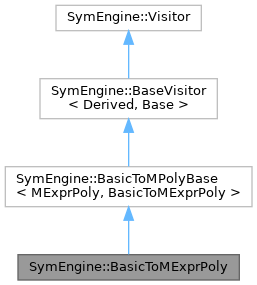 SymEngine::Visitor
SymEngine::BaseVisitor
< Derived, Base >
SymEngine::BasicToMPolyBase
< MExprPoly, BasicToMExprPoly >
SymEngine::BasicToMExprPoly